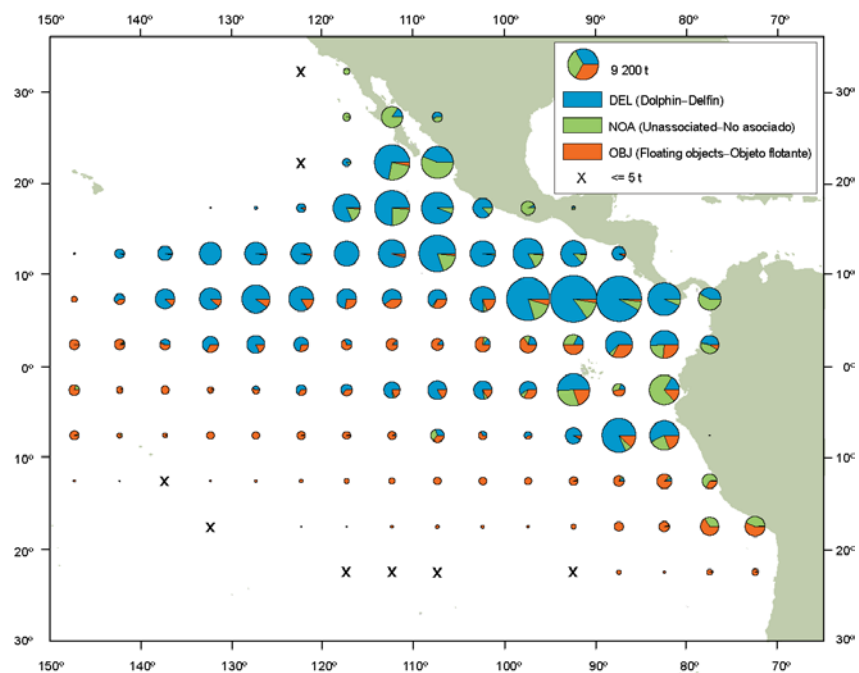 150º 140º 130º 120º 110º 100º 90º 80º
9 200 t
DEL (Dolphin–Delfín)
NOA (Unassociated–No asociado)
OBJ (Floating objects–Objeto flotante)
X <= 5 t
X
30º 30º
X
20º 20º
10º 10º
0º 0º
10º 10º
X
X
20º 20º
X X X X
30º 30º
150º 140º 130º 120º 110º 100º 90º 80º 70º